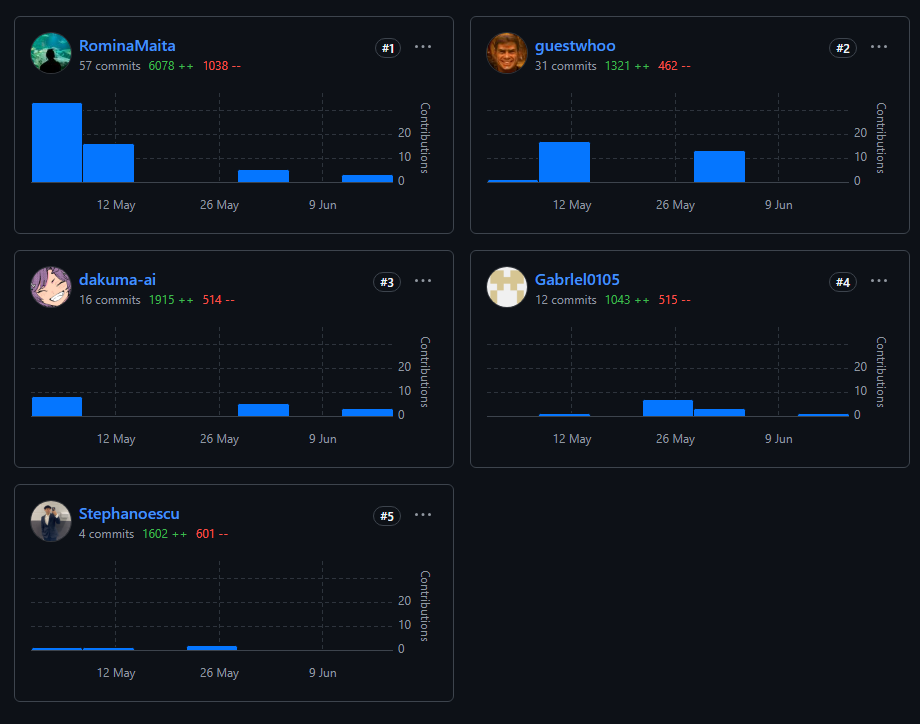 RominaMaita
#1
57 commits 6078 ++ 1038 --
Contributions
20
10
0
12 May 26 May 9 Jun
guestwhoo
#2
31 commits 1321 ++ 462 --
Contributions
20
10
0
12 May 26 May 9 Jun
dakuma-ai
#3
16 commits 1915 ++ 514 --
Contributions
20
10
0
12 May 26 May 9 Jun
Gabrlel0105
#4
12 commits 1043 ++ 515 --
Contributions
20
10
0
12 May 26 May 9 Jun
Stephanoescu
#5
4 commits 1602 ++ 601 --
Contributions
20
10
0
12 May 26 May 9 Jun